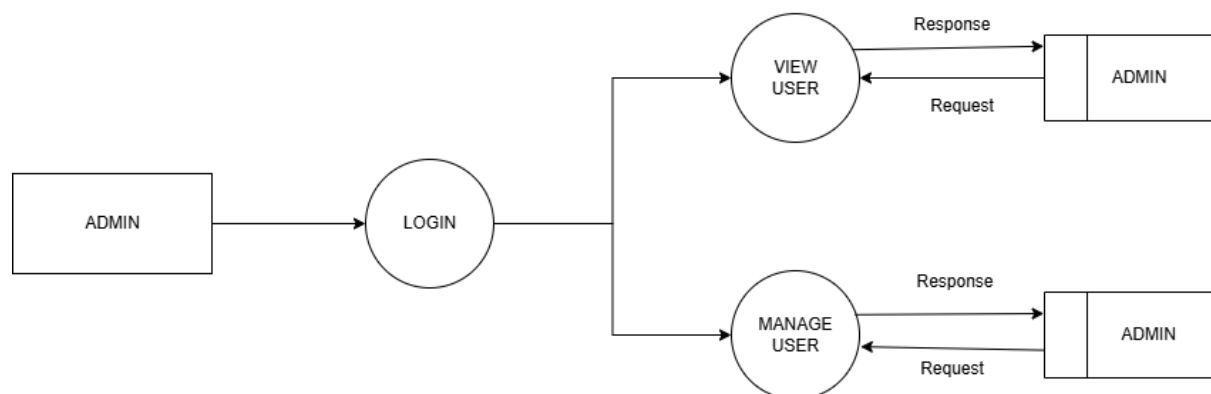 Response
VIEW
USER
ADMIN
Request
ADMIN
LOGIN
Response
MANAGE
USER
ADMIN
Request